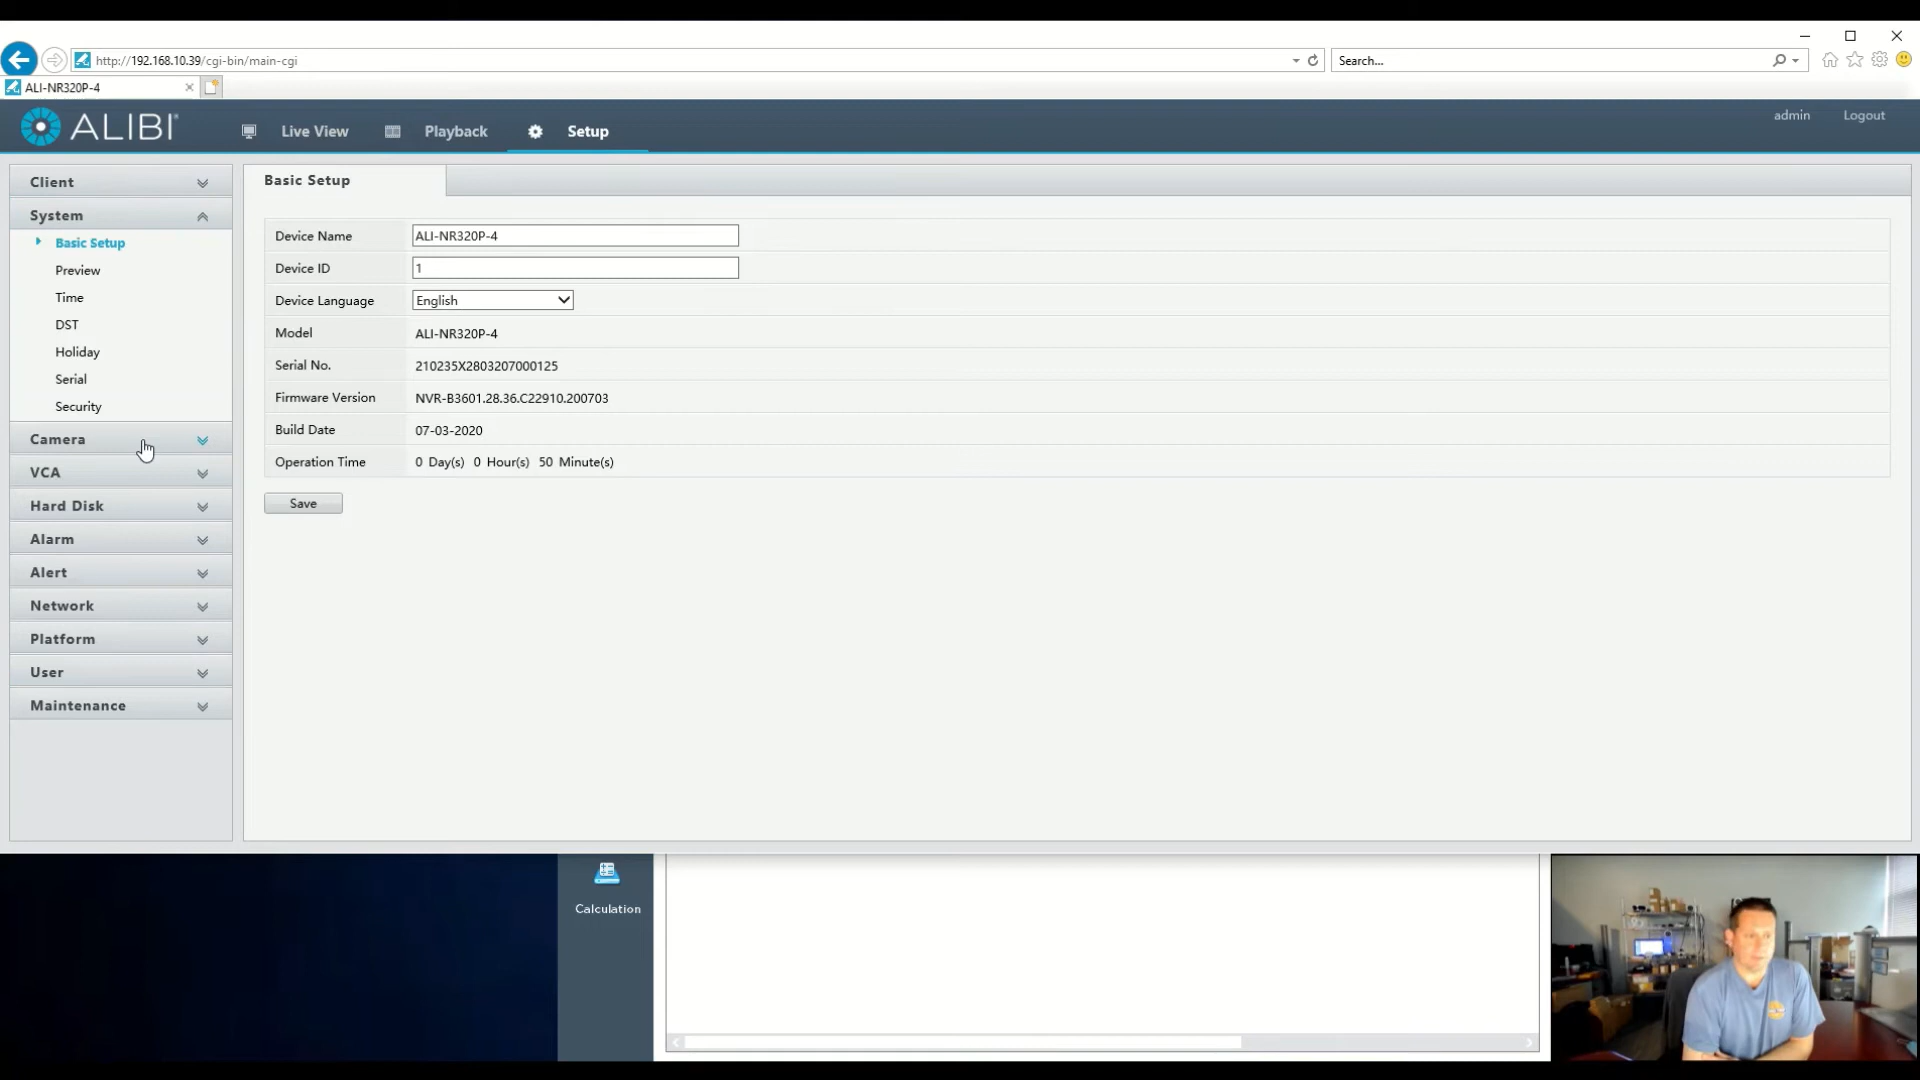 http://192.168.10.39/cgi-bin/main-cgi
Search...
ALI-NR320P-4
ALIBI
Live View
Playback
Setup
admin
Logout
Client
System
Basic Setup
Preview
Time
DST
Holiday
Serial
Security
Camera
VCA
Hard Disk
Alarm
Alert
Network
Platform
User
Maintenance
Basic Setup
Device Name ALI-NR320P-4
Device ID 1
Device Language English
Model ALI-NR320P-4
Serial No. 210235X2803207000125
Firmware Version NVR-B3601.28.36.C22910.200703
Build Date 07-03-2020
Operation Time 0 Day(s) 0 Hour(s) 50 Minute(s)
Save
Calculation